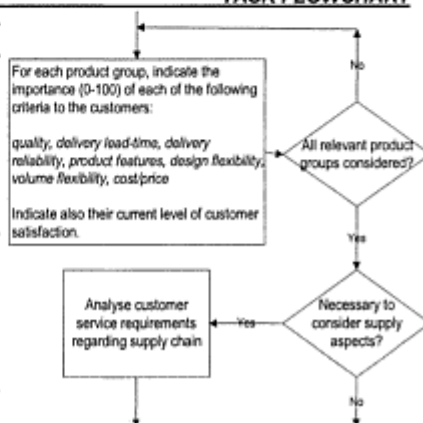 TASK FLOWCHART
No
For each product group, indicate the
importance (0-100) of each of the following
criteria to the customers:
quality, delivery lead-time, delivery
reliability, product features, design flexibility,
volume flexibility, cost/price
Indicate also their current level of customer
satisfaction.
All relevant product
groups considered?
Yes
Analyse customer
service requirements
regarding supply chain
Yes
Necessary to
consider supply
aspects?
No